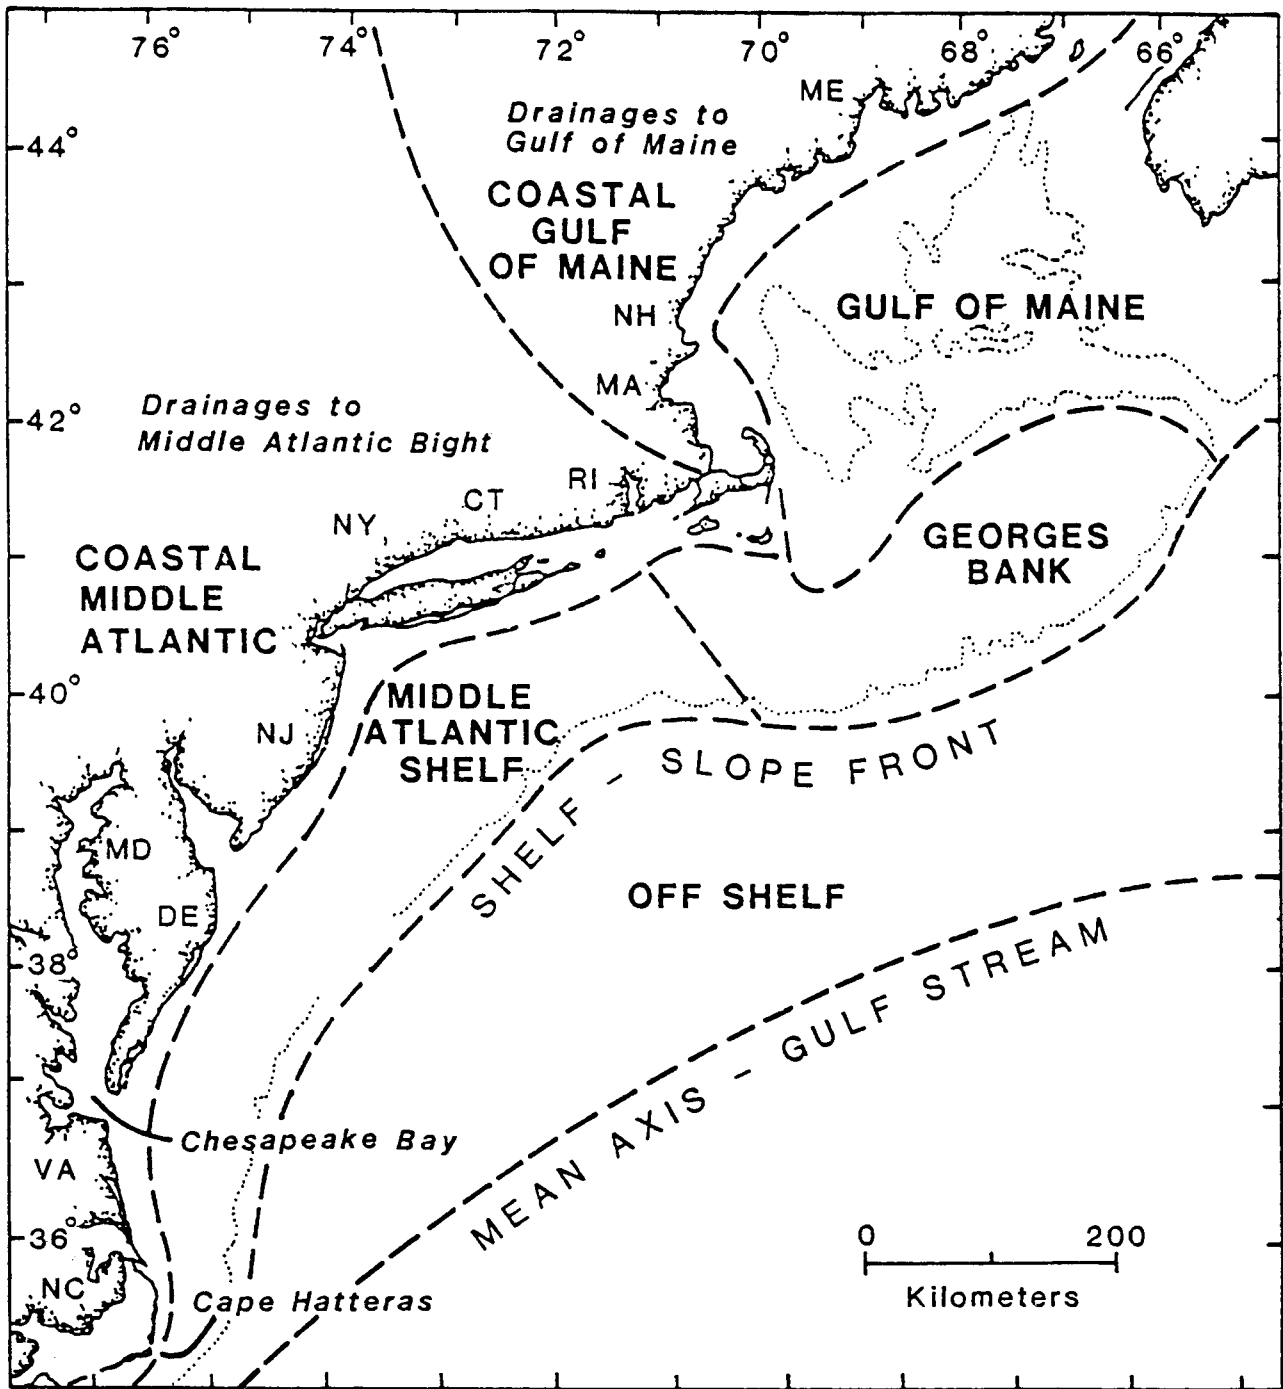 76° 74° 72° 70° 68° 66°
ME
Drainages to
Gulf of Maine
44°
COASTAL
GULF
OF MAINE
GULF OF MAINE
NH
MA
42°
Drainages to
Middle Atlantic Bight
RI
CT
NY
GEORGES
BANK
COASTAL
MIDDLE
ATLANTIC
40°
MIDDLE
ATLANTIC
SHELF
NJ
SHELF - SLOPE FRONT
MD
DE
OFF SHELF
38°
MEAN AXIS - GULF STREAM
Chesapeake Bay
VA
36°
NC
Cape Hatteras
0 200
Kilometers